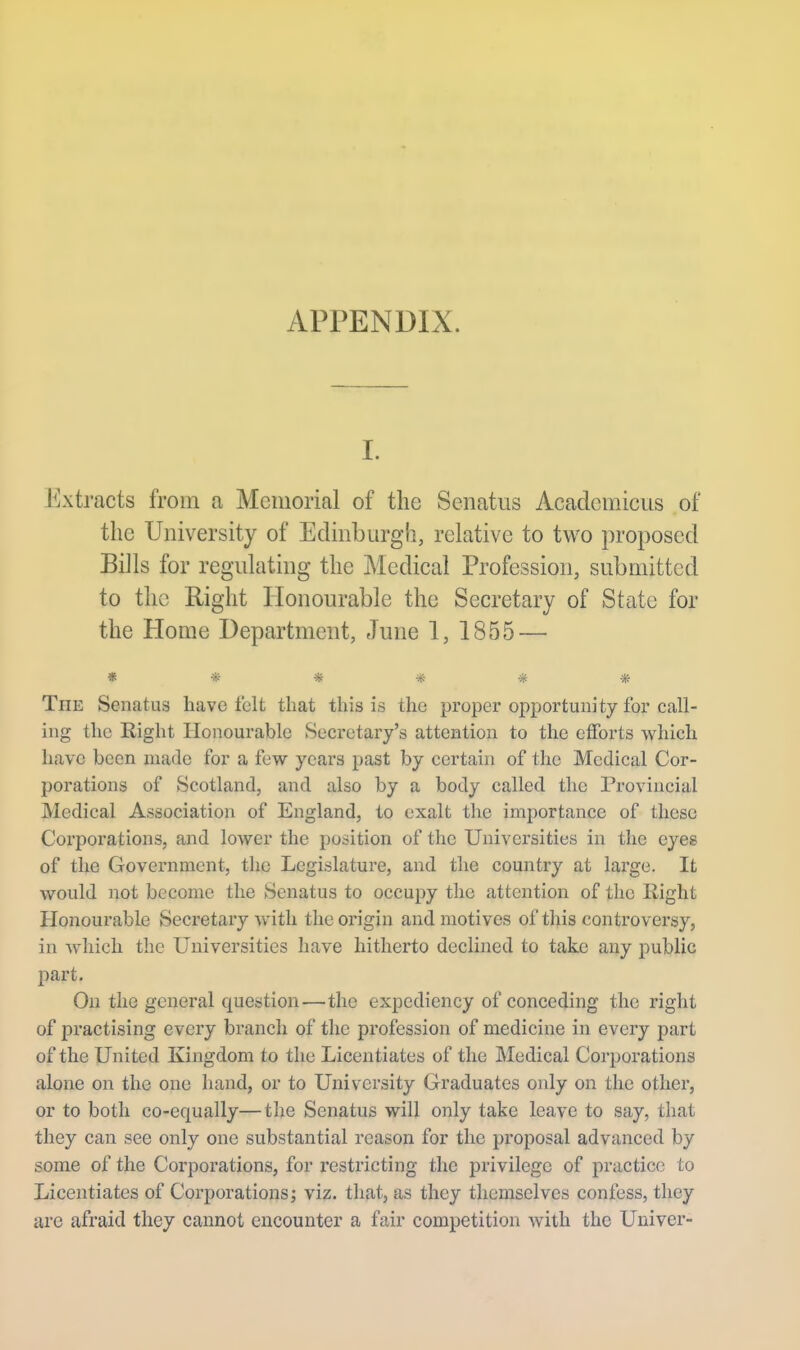 APPENDIX.
I.
Extracts from a Memorial of the Senatus Academicus of
the University of Edinburgh, relative to two proposed
Bills for regulating the Medical Profession, submitted
to the Right Honourable the Secretary of State for
the Home Department, June 1, 1855—
* * * * * *
The Senatus have felt that this is the proper opportunity for call-
ing the Right Honourable Secretary's attention to the efforts which
have been made for a few years past by certain of the Medical Cor-
porations of Scotland, and also by a body called the Provincial
Medical Association of England, to exalt the importance of these
Corporations, and lower the position of the Universities in the eyes
of the Government, the Legislature, and the country at large. It
would not become the Senatus to occupy the attention of the Right
Honourable Secretary with the origin and motives of this controversy,
in which the Universities have hitherto declined to take any public
part.
On the general question—the expediency of conceding the right
of practising every branch of the profession of medicine in every part
of the United Kingdom to the Licentiates of the Medical Corporations
alone on the one hand, or to University Graduates only on the other,
or to both co-equally—the Senatus will only take leave to say, that
they can see only one substantial reason for the proposal advanced by
some of the Corporations, for restricting the privilege of practice to
Licentiates of Corporations; viz. that, as they themselves confess, they
are afraid they cannot encounter a fair competition with the Univer-